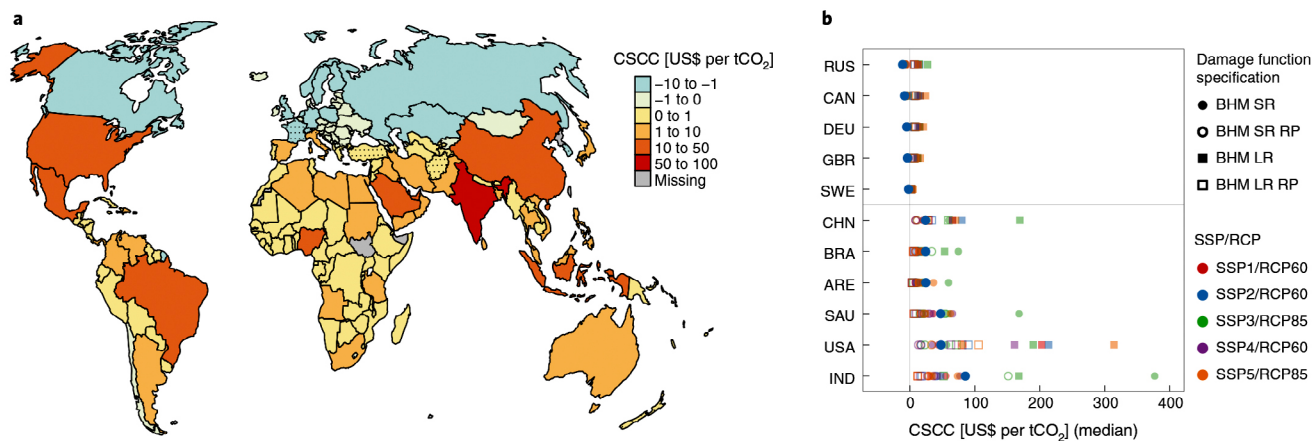 a
CSCC [US$ per tCO2]
−10 to −1
−1 to 0
0 to 1
1 to 10
10 to 50
50 to 100
Missing
b
RUS
CAN
DEU
GBR
SWE
CHN
BRA
ARE
SAU
USA
IND
0
100
200
400
CSCC [US$ per tCO2] (median)
Damage function
specification
BHM SR
BHM SR RP
BHM LR
BHM LR RP
SSP/RCP
SSP1/RCP60
SSP2/RCP60
SSP3/RCP85
SSP4/RCP60
SSP5/RCP85